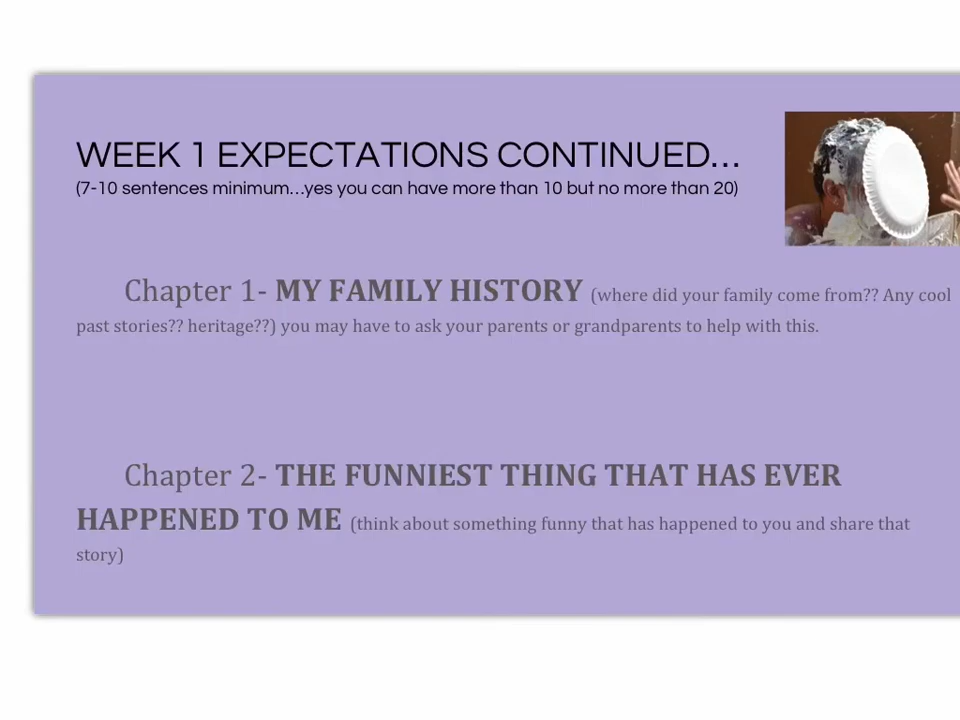 WEEK 1 EXPECTATIONS CONTINUED…
(7-10 sentences minimum…yes you can have more than 10 but no more than 20)
Chapter 1- MY FAMILY HISTORY (where did your family come from?? Any cool
past stories?? heritage??) you may have to ask your parents or grandparents to help with this.
Chapter 2- THE FUNNIEST THING THAT HAS EVER
HAPPENED TO ME (think about something funny that has happened to you and share that
story)